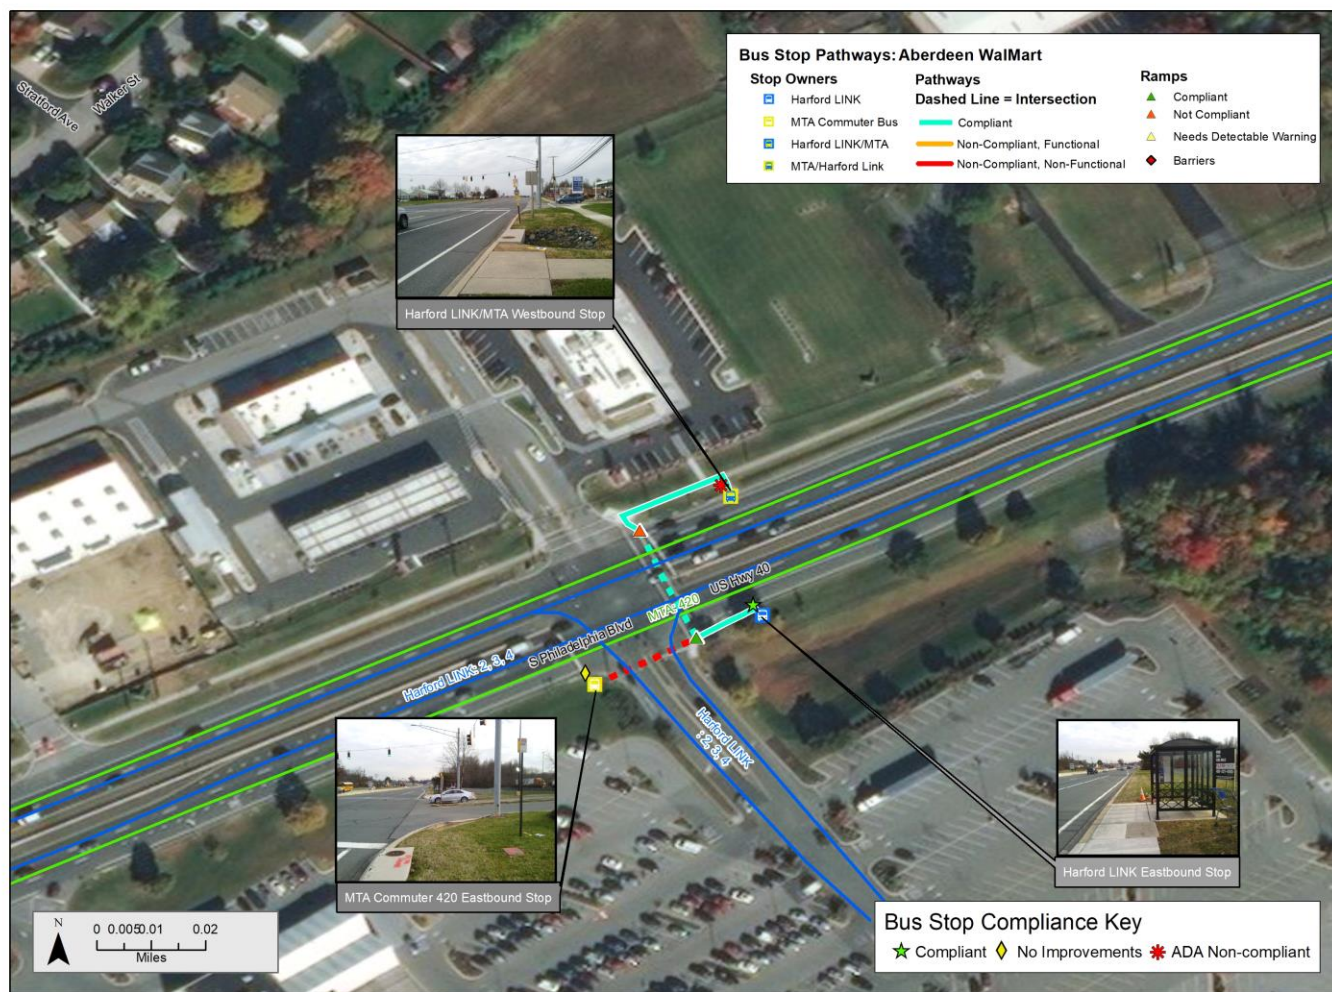 Bus Stop Pathways: Aberdeen WalMart
Stop Owners
Harford LINK
MTA Commuter Bus
Harford LINK/MTA
MTA/Harford Link
Pathways
Dashed Line = Intersection
Compliant
Non-Compliant, Functional
Non-Compliant, Non-Functional
Ramps
Compliant
Not Compliant
Needs Detectable Warning
Barriers
Stratford Ave
Walker St
Harford LINK/MTA Westbound Stop
US Hwy 40
MTA: 420
S Philadelphia Blvd
Harford LINK: 2, 3, 4
Harford LINK
: 2, 3, 4
MTA Commuter 420 Eastbound Stop
Harford LINK Eastbound Stop
N
0 0.0050.01 0.02
Miles
Bus Stop Compliance Key
Compliant No Improvements ADA Non-compliant